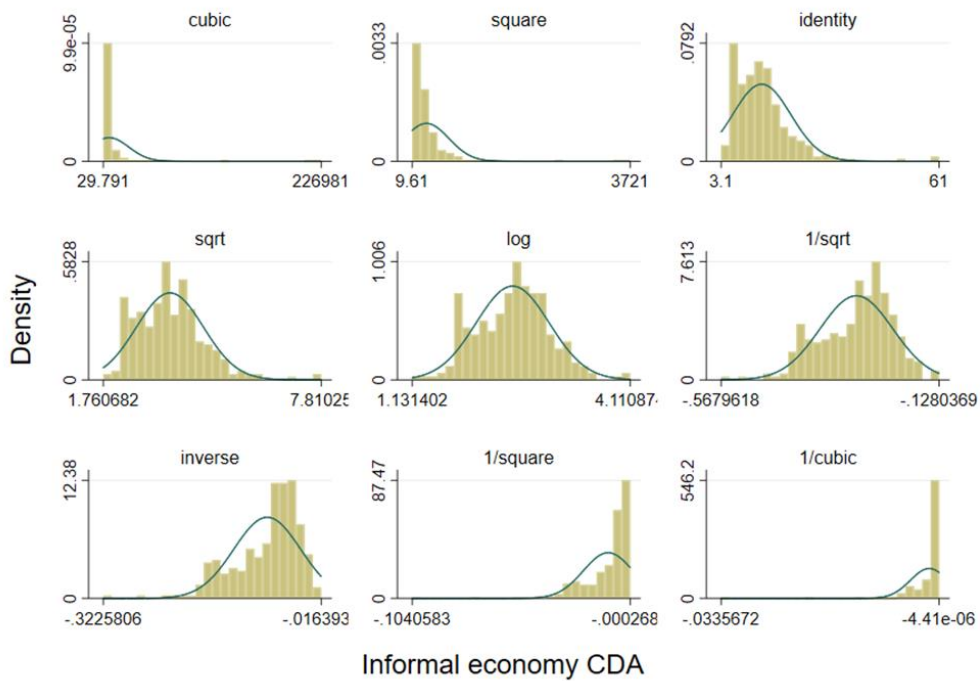 cubic
square
identity
9.9e-05
0
29.791
226981
.0033
0
9.61
3721
.0792
0
3.1
61
sqrt
log
1/sqrt
.5828
0
1.760682
7.81025
1.006
0
1.131402
4.11087
7.613
0
-.5679618
-.1280369
Density
inverse
1/square
1/cubic
12.38
0
-.3225806
-.016393
87.47
0
-.1040583
-.000268
546.2
0
-.0335672
-4.41e-06
Informal economy CDA